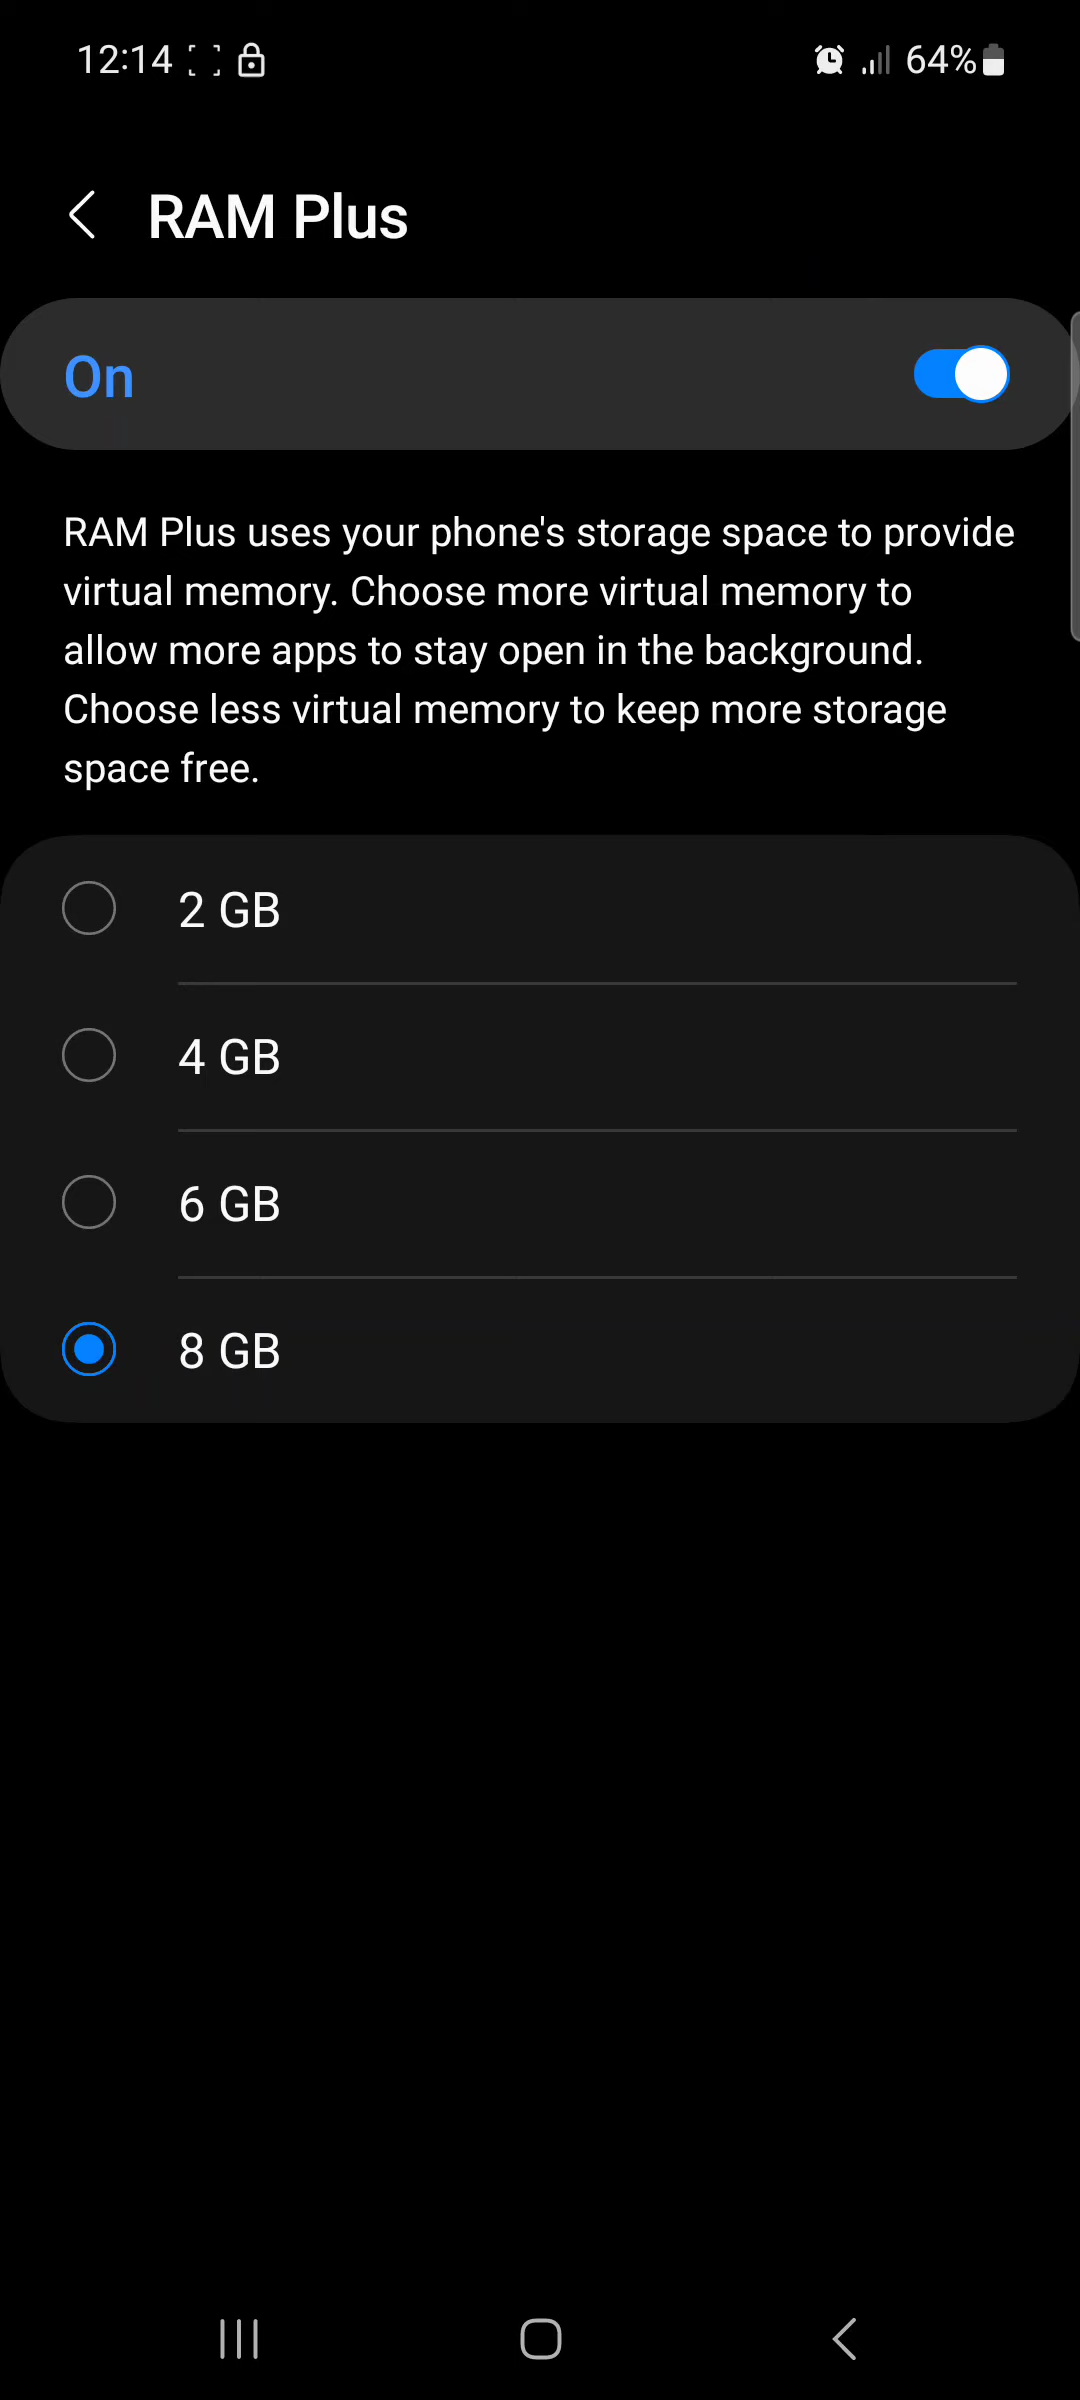 12:14
64%
RAM Plus
On
RAM Plus uses your phone's storage space to provide
virtual memory. Choose more virtual memory to
allow more apps to stay open in the background.
Choose less virtual memory to keep more storage
space free.
2 GB
4 GB
6 GB
8 GB